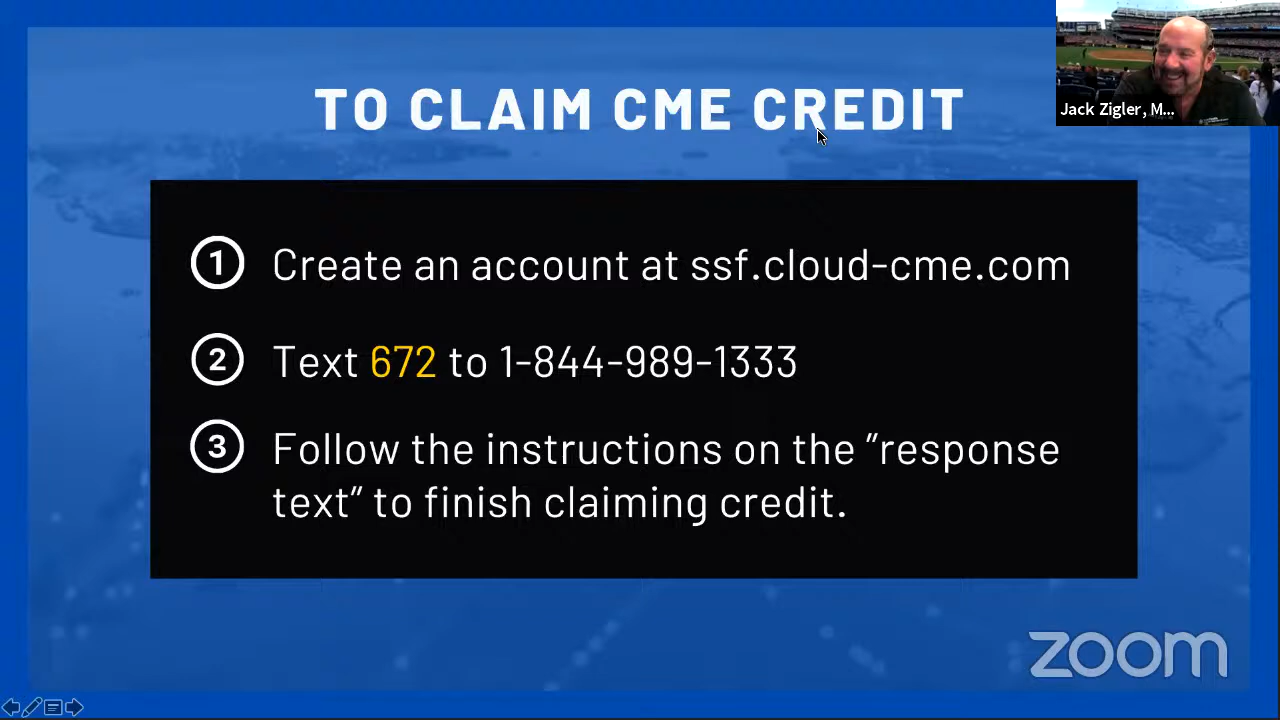 TO CLAIM CME CREDIT
Jack Zigler, M...
1 Create an account at ssf.cloud-cme.com
2 Text 672 to 1-844-989-1333
3 Follow the instructions on the ”response
text” to finish claiming credit.
zoom